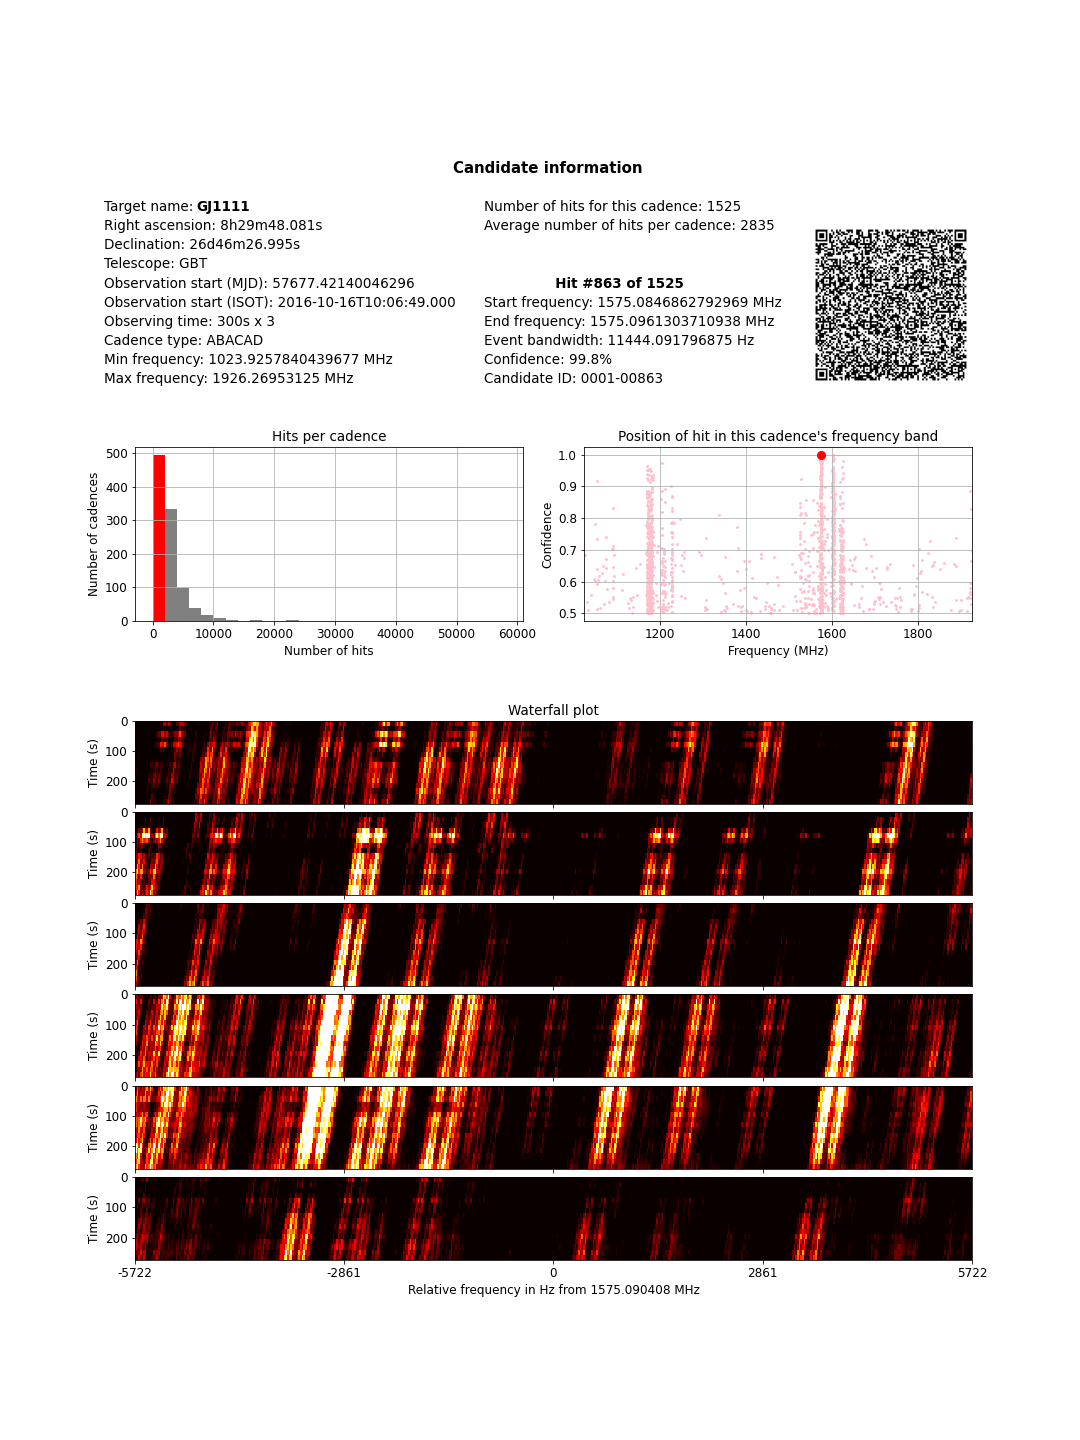 Candidate information
Target name: GJ1111
Right ascension: 8h29m48.081s
Declination: 26d46m26.995s
Telescope: GBT
Observation start (MJD): 57677.42140046296
Observation start (ISOT): 2016-10-16T10:06:49.000
Observing time: 300s x 3
Cadence type: ABACAD
Min frequency: 1023.9257840439677 MHz
Max frequency: 1926.26953125 MHz
Number of hits for this cadence: 1525
Average number of hits per cadence: 2835
Hit #863 of 1525
Start frequency: 1575.0846862792969 MHz
End frequency: 1575.0961303710938 MHz
Event bandwidth: 11444.091796875 Hz
Confidence: 99.8%
Candidate ID: 0001-00863
Hits per cadence
Number of cadences
500
400
300
200
100
0
0 10000 20000 30000 40000 50000 60000
Number of hits
Position of hit in this cadence's frequency band
Confidence
1.0
0.9
0.8
0.7
0.6
0.5
1200 1400 1600 1800
Frequency (MHz)
Waterfall plot
Time (s)
0
100
200
Time (s)
0
100
200
Time (s)
0
100
200
Time (s)
0
100
200
Time (s)
0
100
200
Time (s)
0
100
200
-5722 -2861 0 2861 5722
Relative frequency in Hz from 1575.090408 MHz